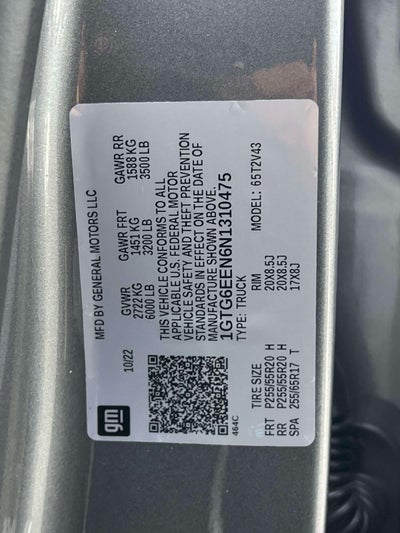 gm
MFD BY GENERAL MOTORS LLC
10/22
GVWR GAWR FRT GAWR RR
2722 KG 1451 KG 1588 KG
6000 LB 3200 LB 3500 LB
THIS VEHICLE CONFORMS TO ALL
APPLICABLE U.S. FEDERAL MOTOR
VEHICLE SAFETY AND THEFT PREVENTION
STANDARDS IN EFFECT ON THE DATE OF
MANUFACTURE SHOWN ABOVE.
1GTG6EEN6N1310475
TYPE: TRUCK MODEL: 65T2V43
464C
TIRE SIZE RIM
FRT P255/55R20 H 20X8.5J
RR P255/55R20 H 20X8.5J
SPA 255/65R17 T 17X8J